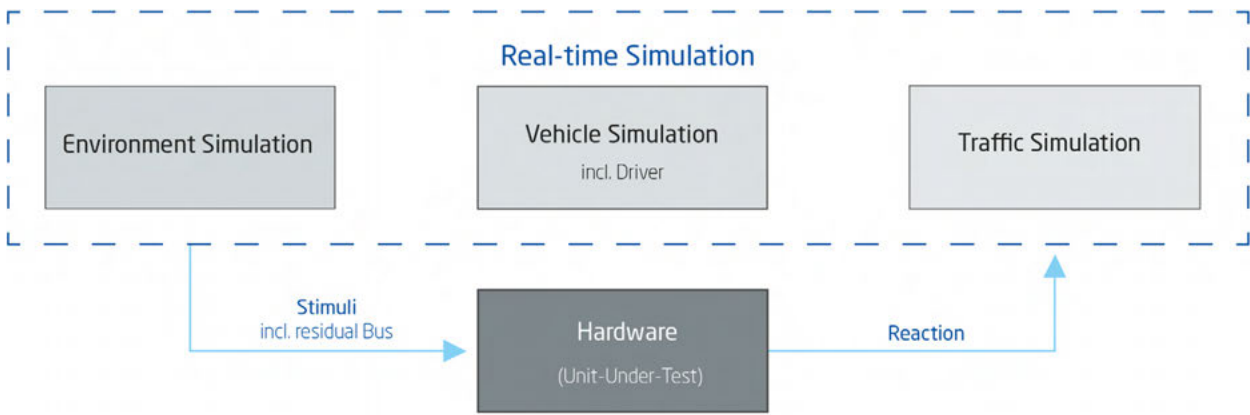 Real-time Simulation
Environment Simulation
Vehicle Simulation
incl. Driver
Traffic Simulation
Stimuli
incl. residual Bus
Hardware
(Unit-Under-Test)
Reaction